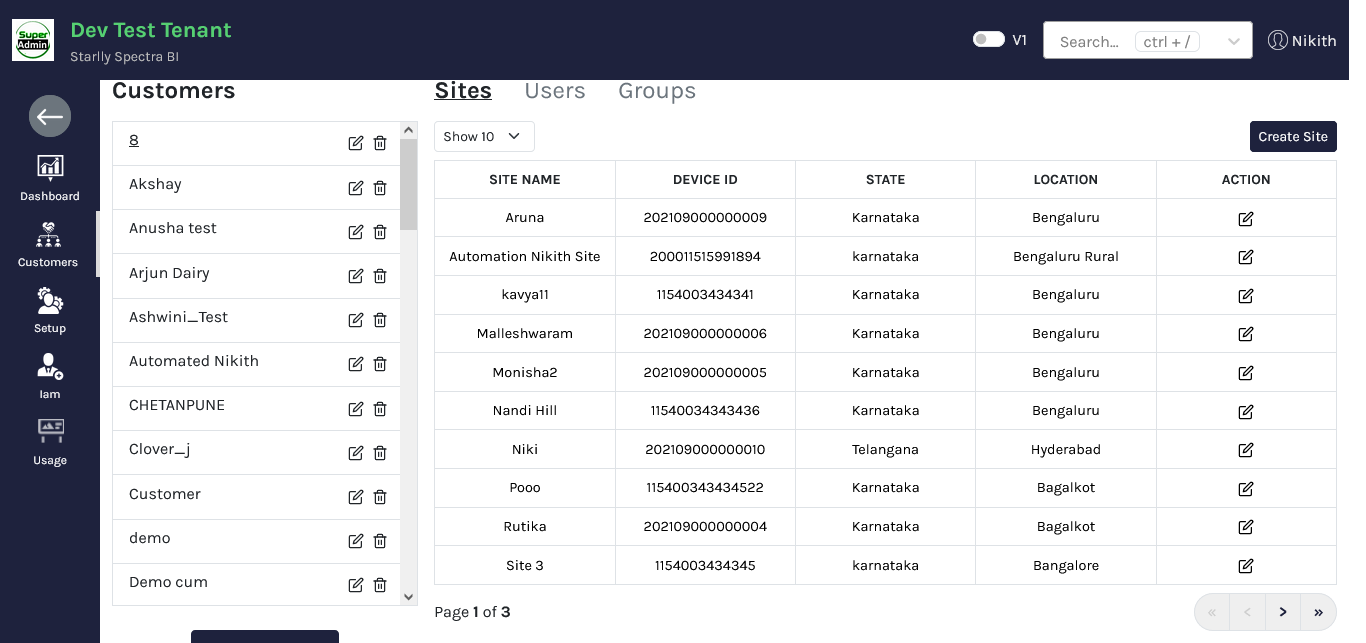 Super
Admin
Dev Test Tenant
Starlly Spectra BI
V1
Search...
ctrl + /
Nikith
Dashboard
Customers
Setup
Iam
Usage
Customers
8
Akshay
Anusha test
Arjun Dairy
Ashwini_Test
Automated Nikith
CHETANPUNE
Clover_j
Customer
demo
Demo cum
Sites Users Groups
Show 10
Create Site
SITE NAME DEVICE ID STATE LOCATION ACTION
Aruna 202109000000009 Karnataka Bengaluru
Automation Nikith Site 200011515991894 karnataka Bengaluru Rural
kavya11 1154003434341 Karnataka Bengaluru
Malleshwaram 202109000000006 Karnataka Bengaluru
Monisha2 202109000000005 Karnataka Bengaluru
Nandi Hill 11540034343436 Karnataka Bengaluru
Niki 202109000000010 Telangana Hyderabad
Pooo 115400343434522 Karnataka Bagalkot
Rutika 202109000000004 Karnataka Bagalkot
Site 3 1154003434345 karnataka Bangalore
Page 1 of 3
« < > »